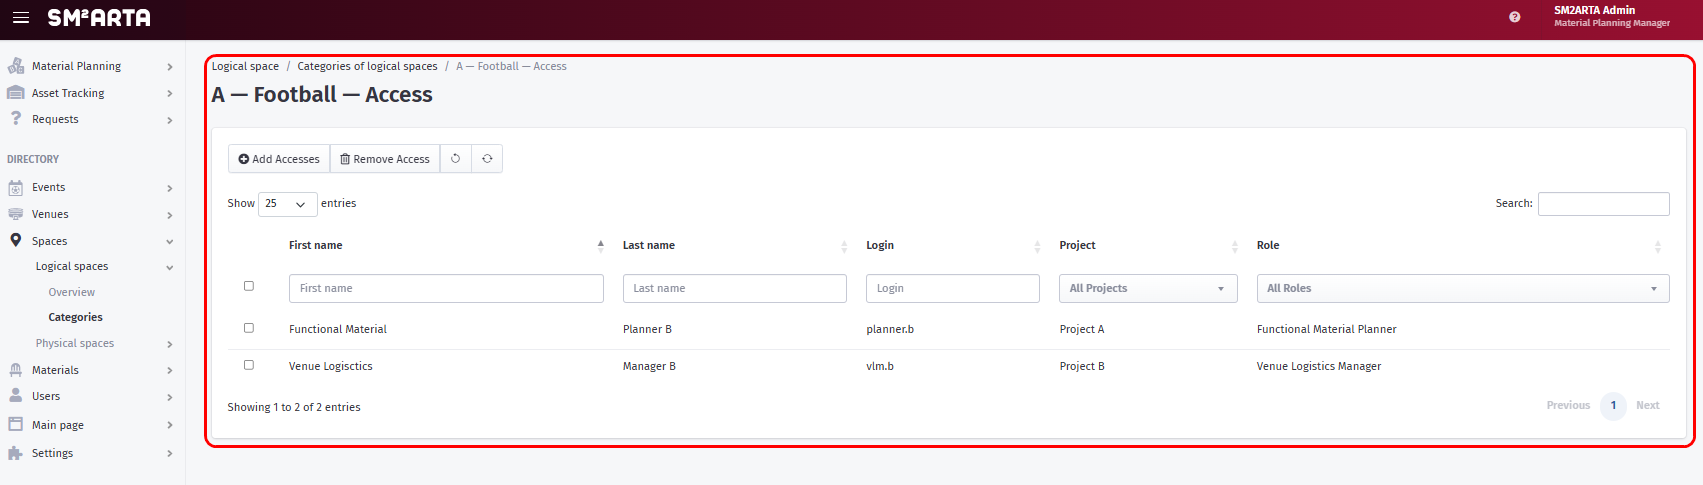 SM²ARTA
SM2ARTA Admin
Material Planning Manager
Material Planning
Asset Tracking
Requests
DIRECTORY
Events
Venues
Spaces
Logical spaces
Overview
Categories
Physical spaces
Materials
Users
Main page
Settings
Logical space / Categories of logical spaces / A — Football — Access
A — Football — Access
Add Accesses Remove Access
Show 25 entries Search:
First name Last name Login Project Role
First name Last name Login All Projects All Roles
Functional Material Planner B planner.b Project A Functional Material Planner
Venue Logisctics Manager B vlm.b Project B Venue Logistics Manager
Showing 1 to 2 of 2 entries Previous 1 Next